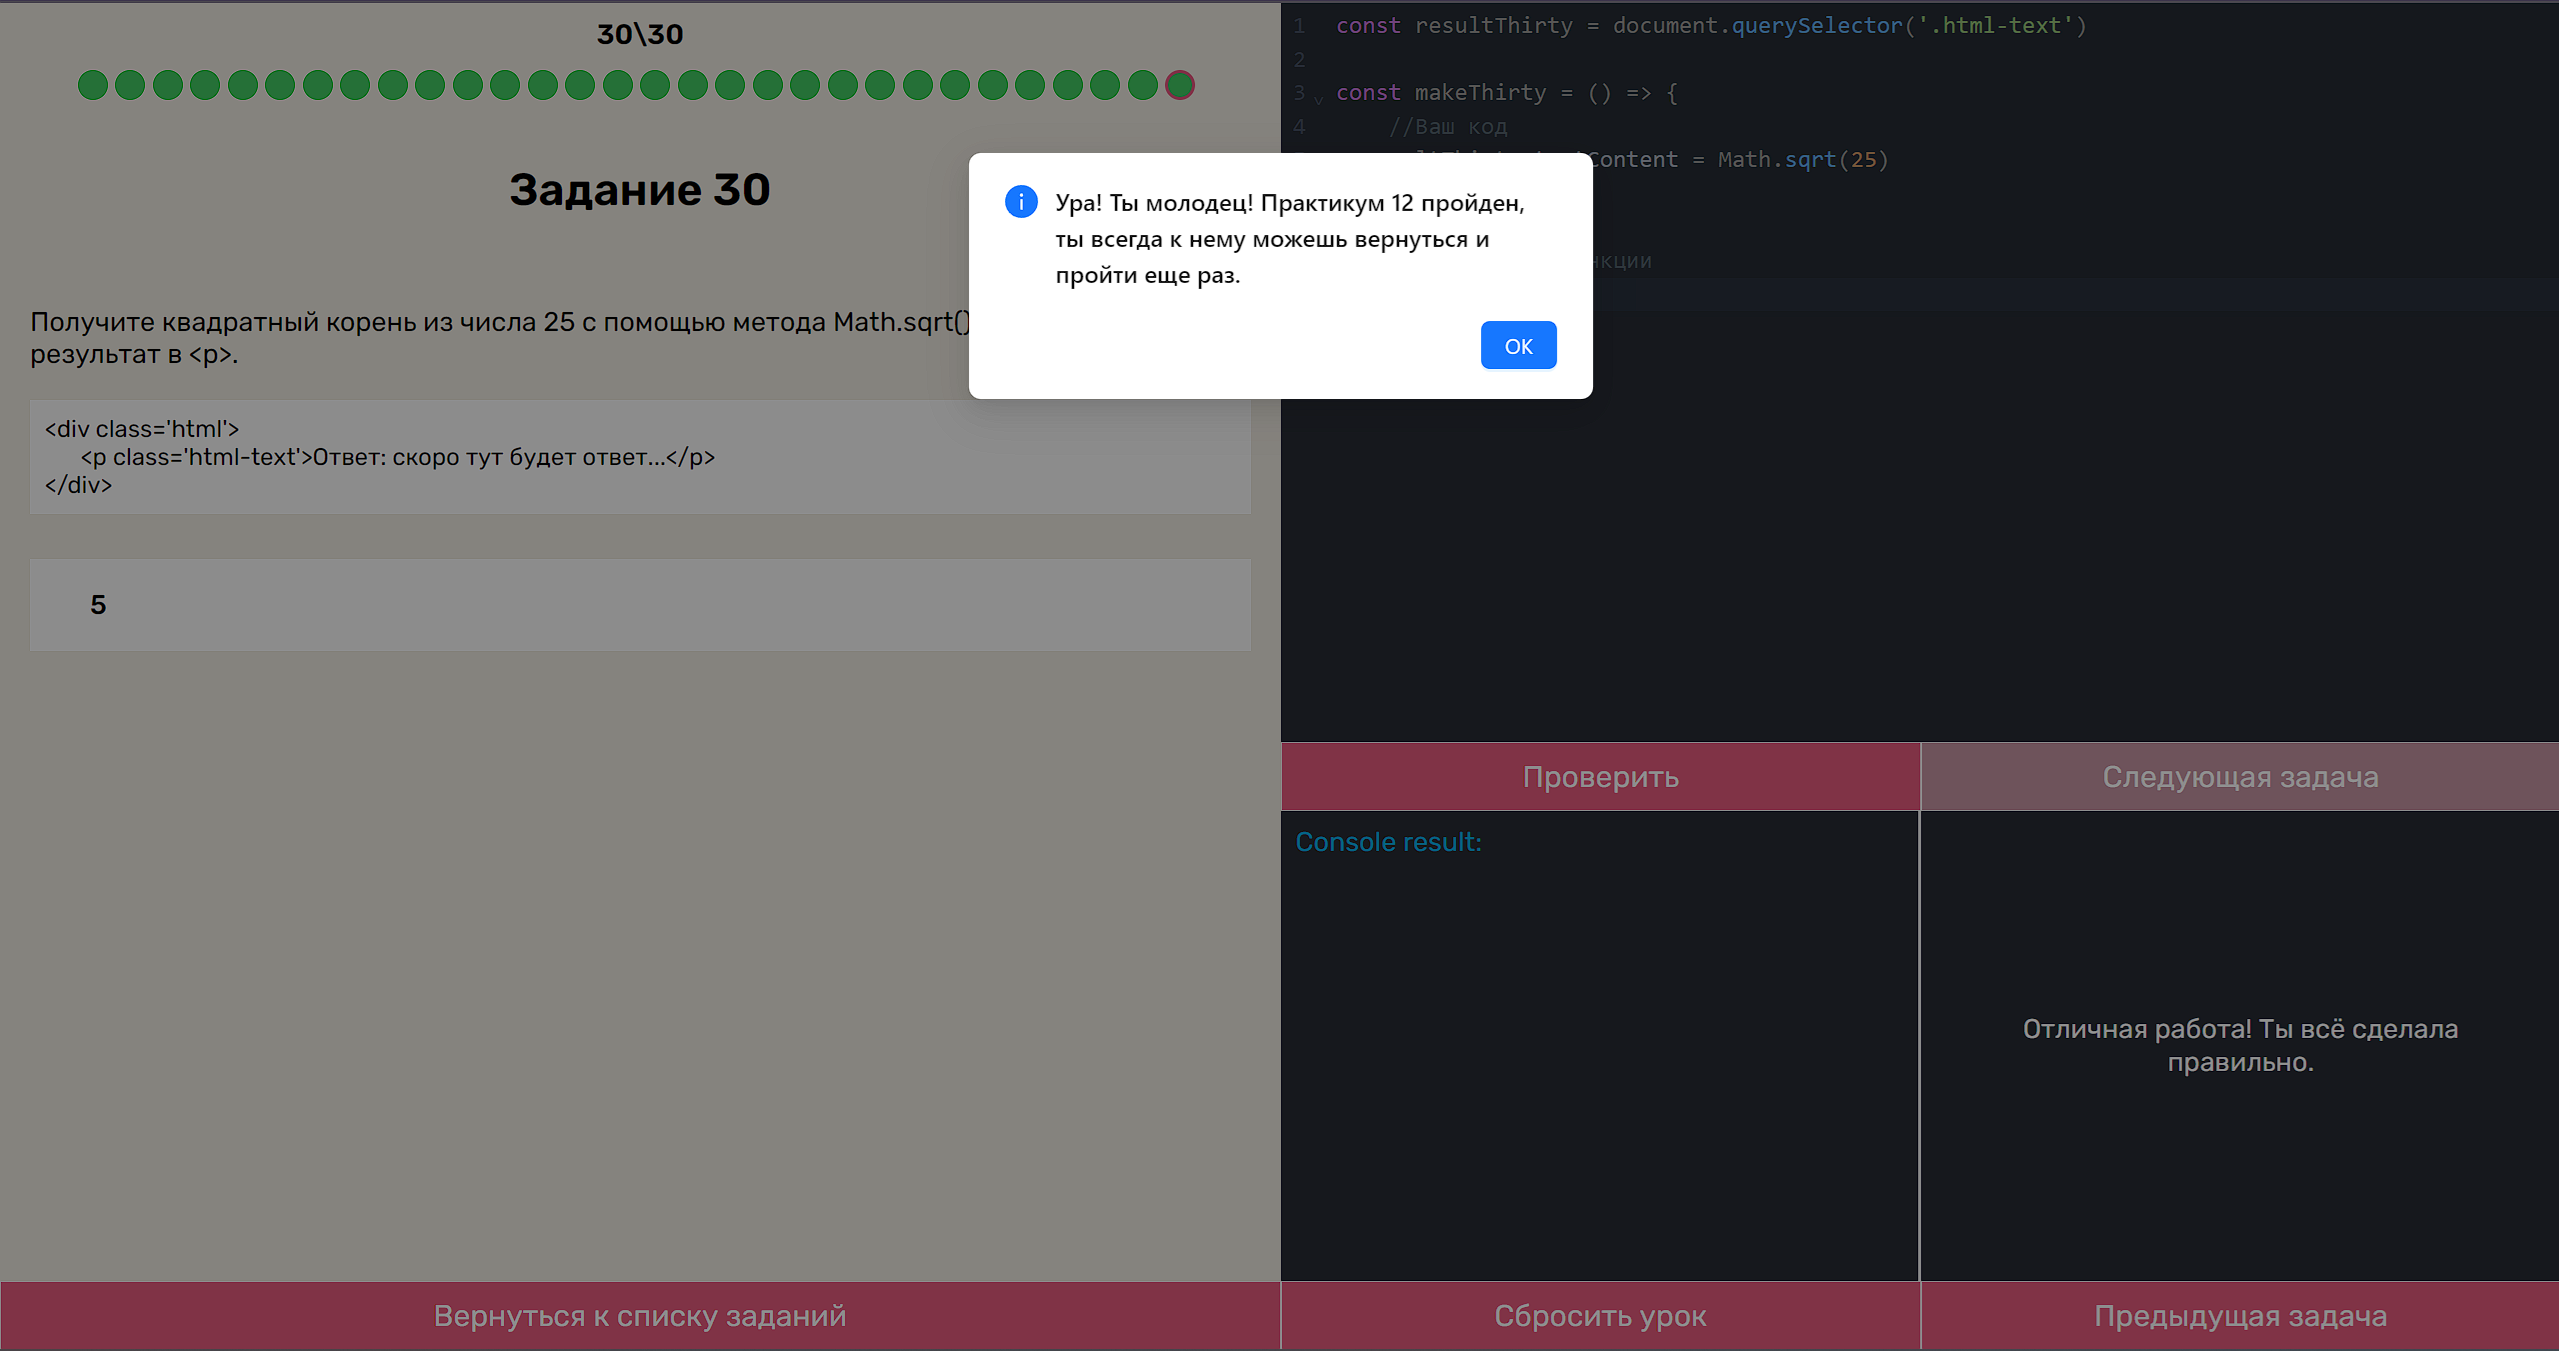 30\30
Задание 30
Получите квадратный корень из числа 25 с помощью метода Math.sqrt()
результат в <p>.
<div class='html'>
<p class='html-text'>Ответ: скоро тут будет ответ...</p>
</div>
5
Вернуться к списку заданий
Ура! Ты молодец! Практикум 12 пройден,
ты всегда к нему можешь вернуться и
пройти еще раз.
OK
1 const resultThirty = document.querySelector('.html-text')
2
3 const makeThirty = () => {
4 //Ваш код
Content = Math.sqrt(25)
нкции
Проверить
Следующая задача
Console result:
Отличная работа! Ты всё сделала
правильно.
Сбросить урок
Предыдущая задача